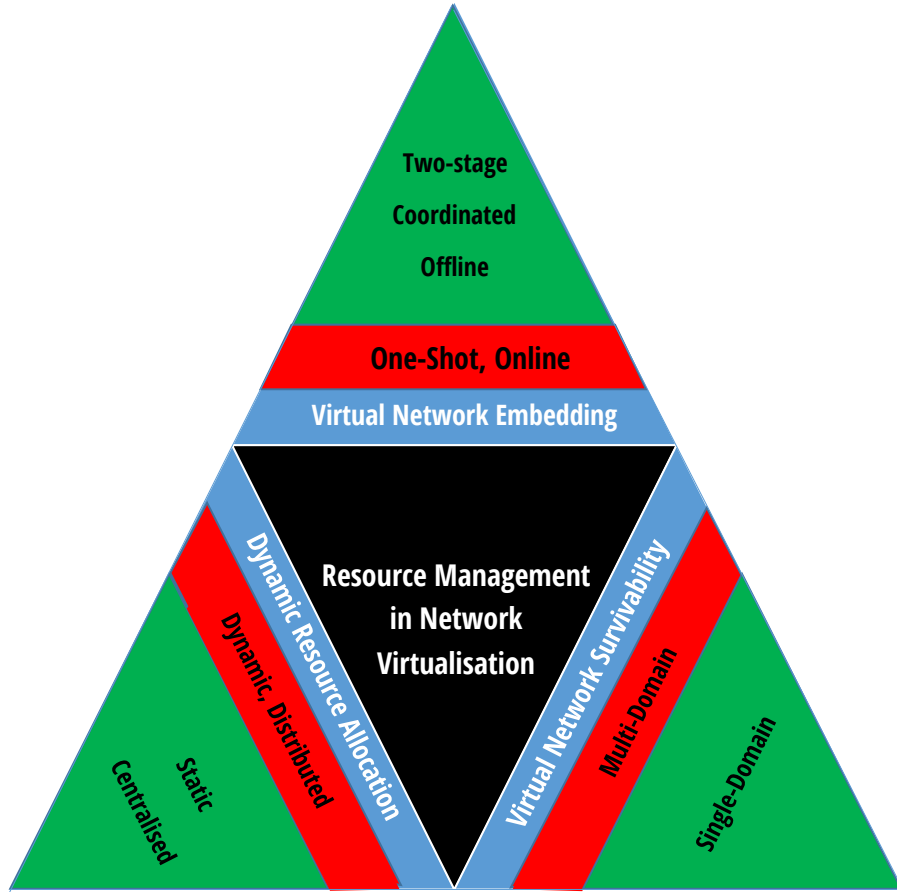 Two-stage
Coordinated
Offline
One-Shot, Online
Virtual Network Embedding
Resource Management
in Network
Virtualisation
Dynamic Resource Allocation
Dynamic, Distributed
Static
Centralised
Virtual Network Survivability
Multi-Domain
Single-Domain